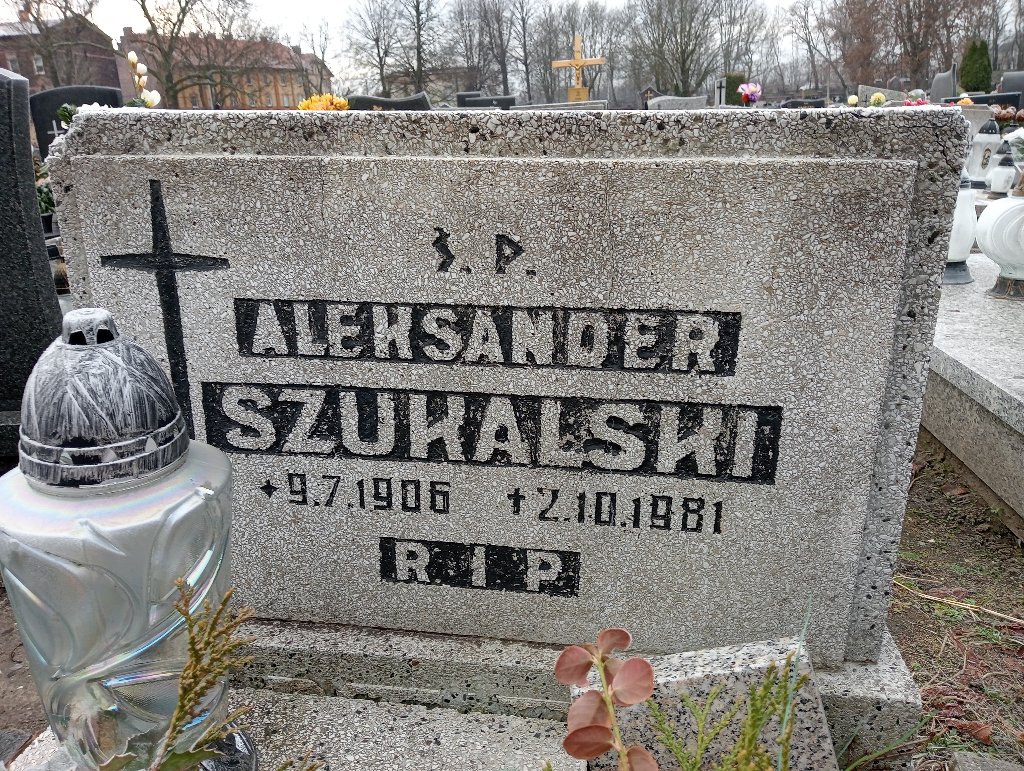 Ś. P.
ALEKSANDER
SZUKALSKI
9.7.1906 2.10.1981
R. I P